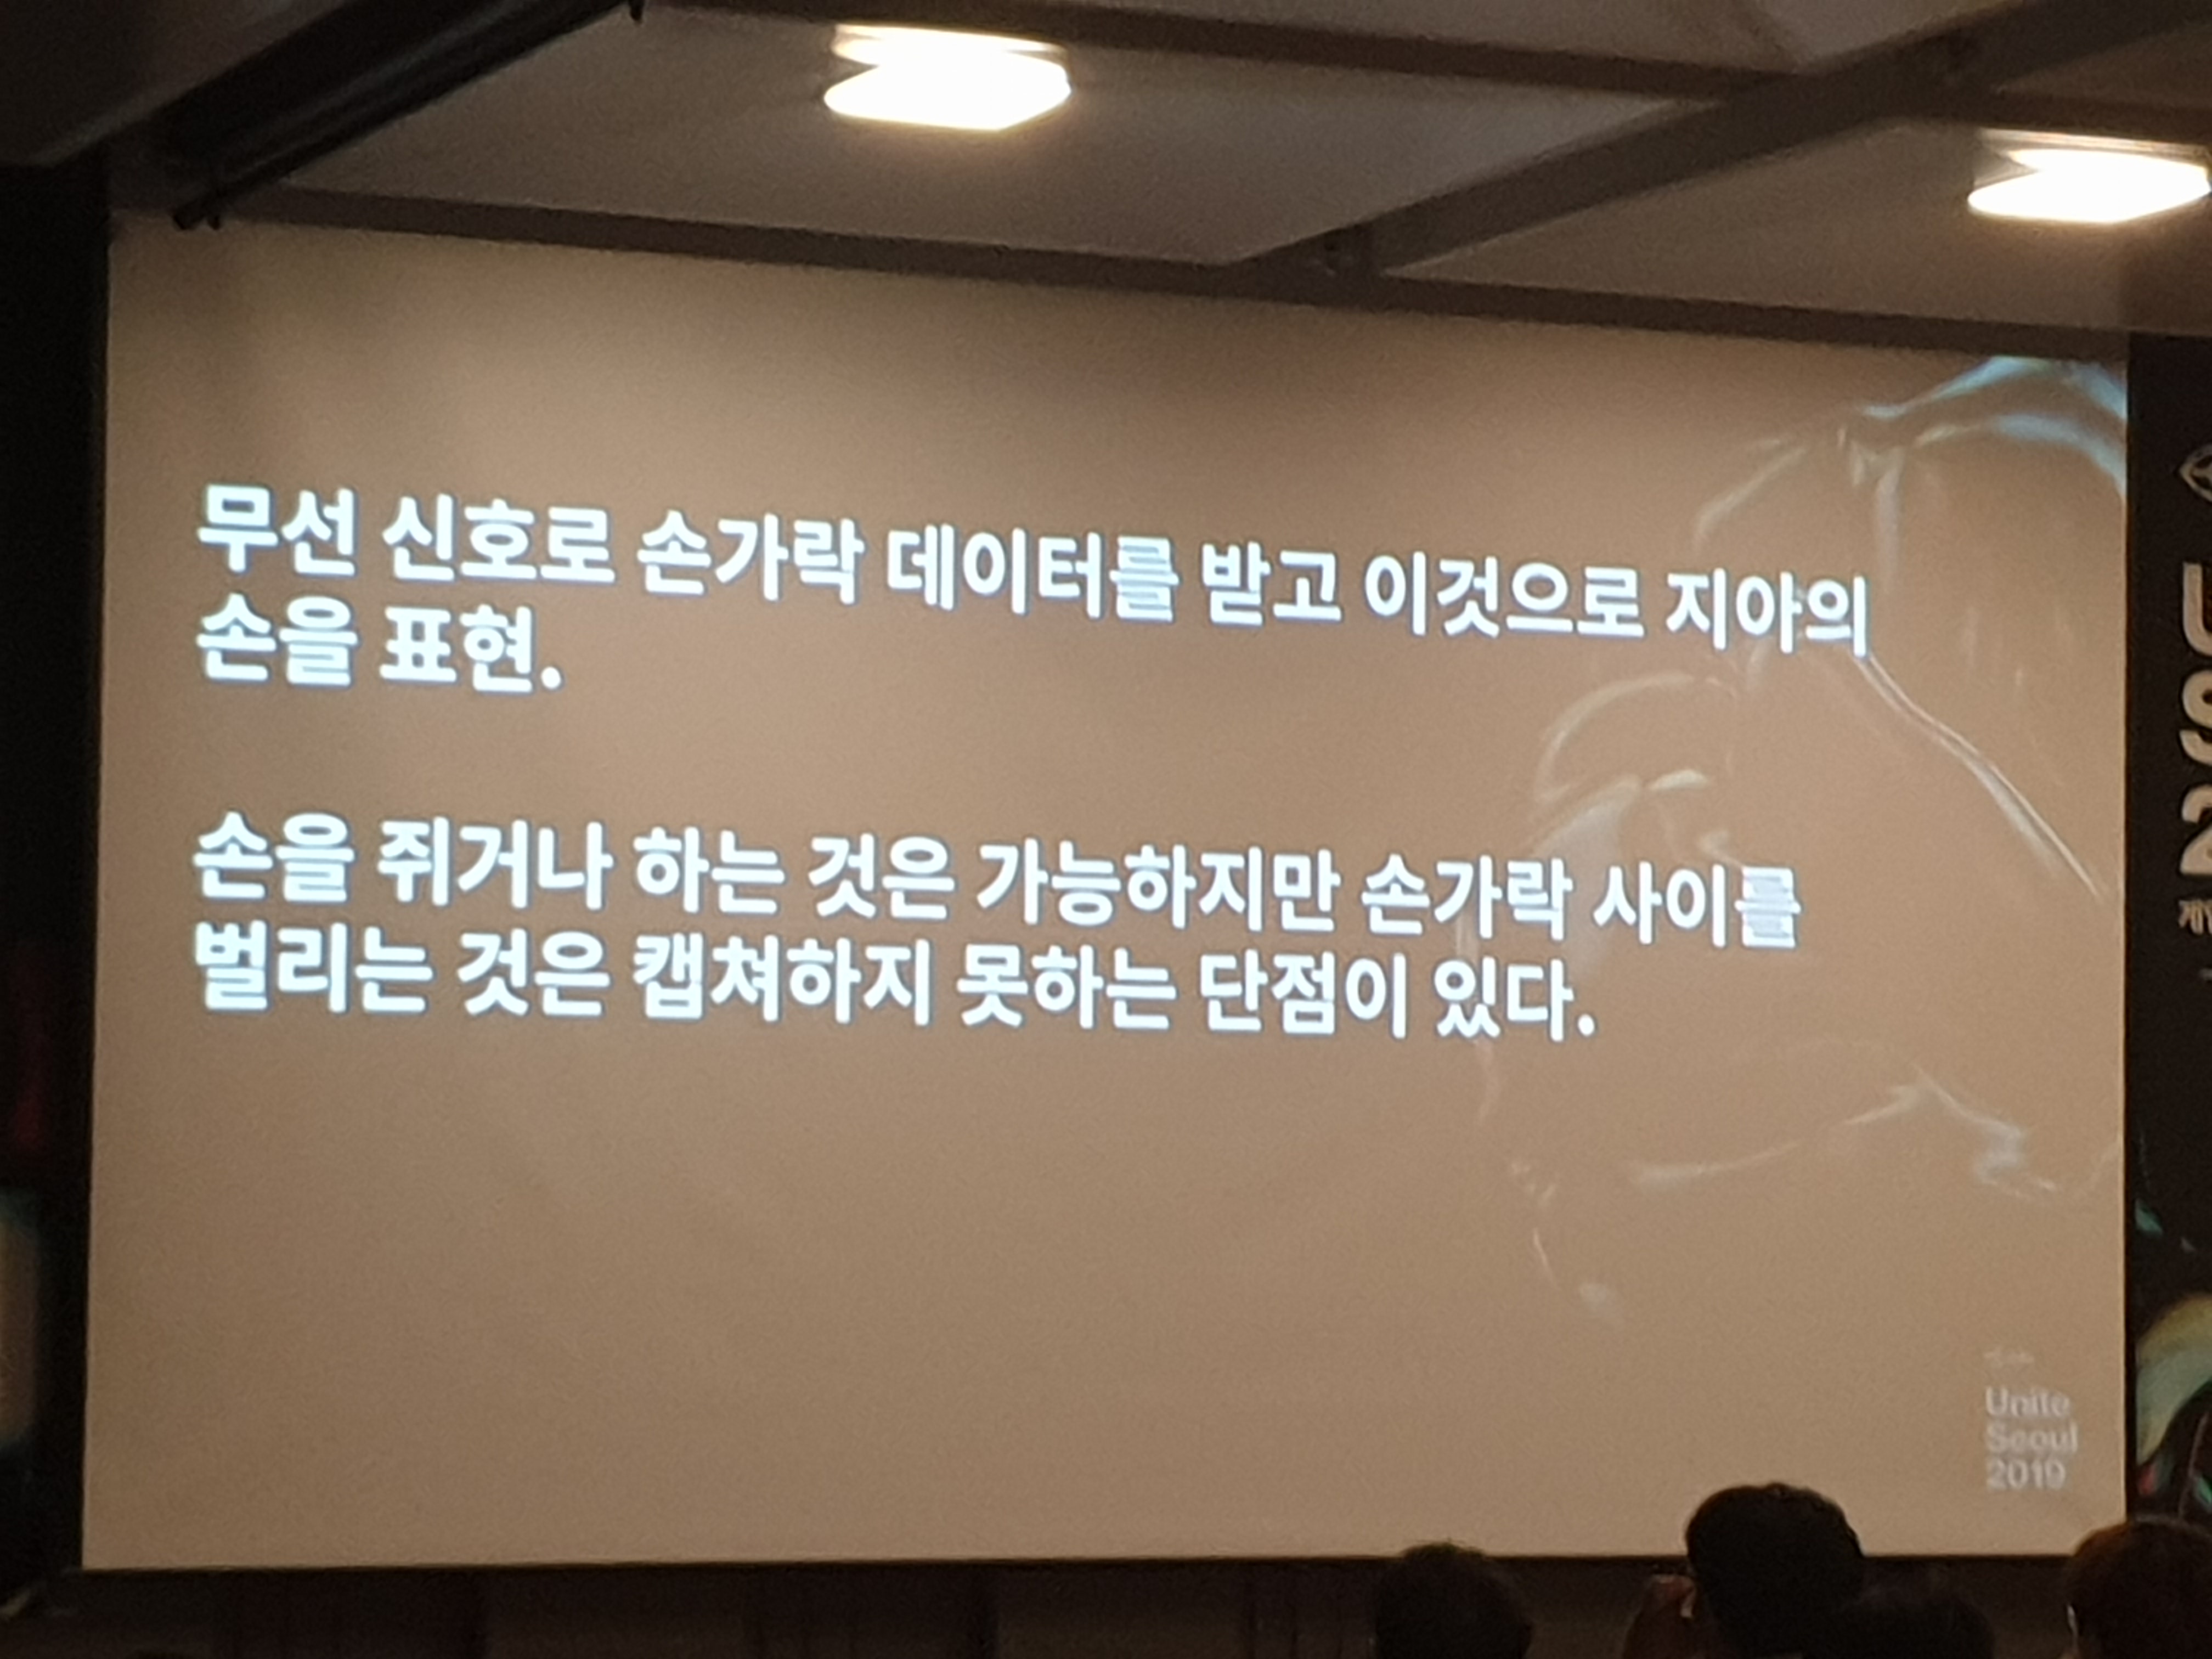 무선 신호로 손가락 데이터를 받고 이것으로 지아의
손을 표현.
손을 쥐거나 하는 것은 가능하지만 손가락 사이를
벌리는 것은 캡쳐하지 못하는 단점이 있다.
Unite
Seoul
2019